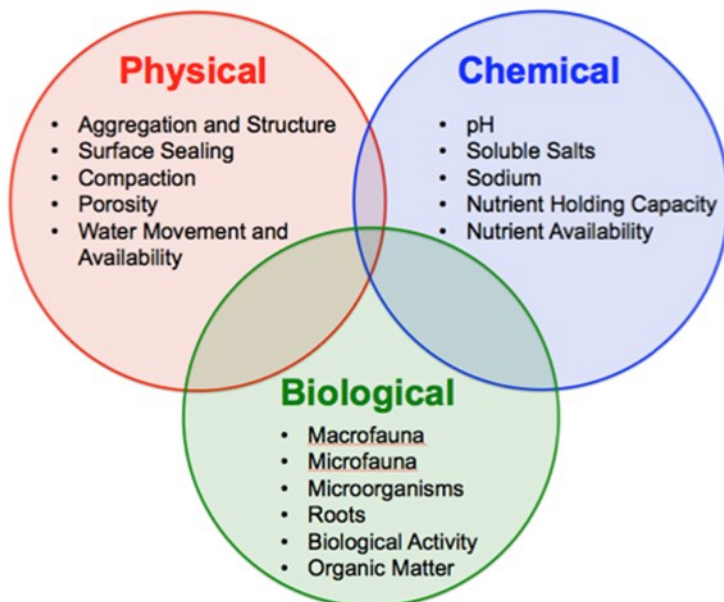 Physical
• Aggregation and Structure
• Surface Sealing
• Compaction
• Porosity
• Water Movement and
Availability
Chemical
• pH
• Soluble Salts
• Sodium
• Nutrient Holding Capacity
• Nutrient Availability
Biological
• Macrofauna
• Microfauna
• Microorganisms
• Roots
• Biological Activity
• Organic Matter